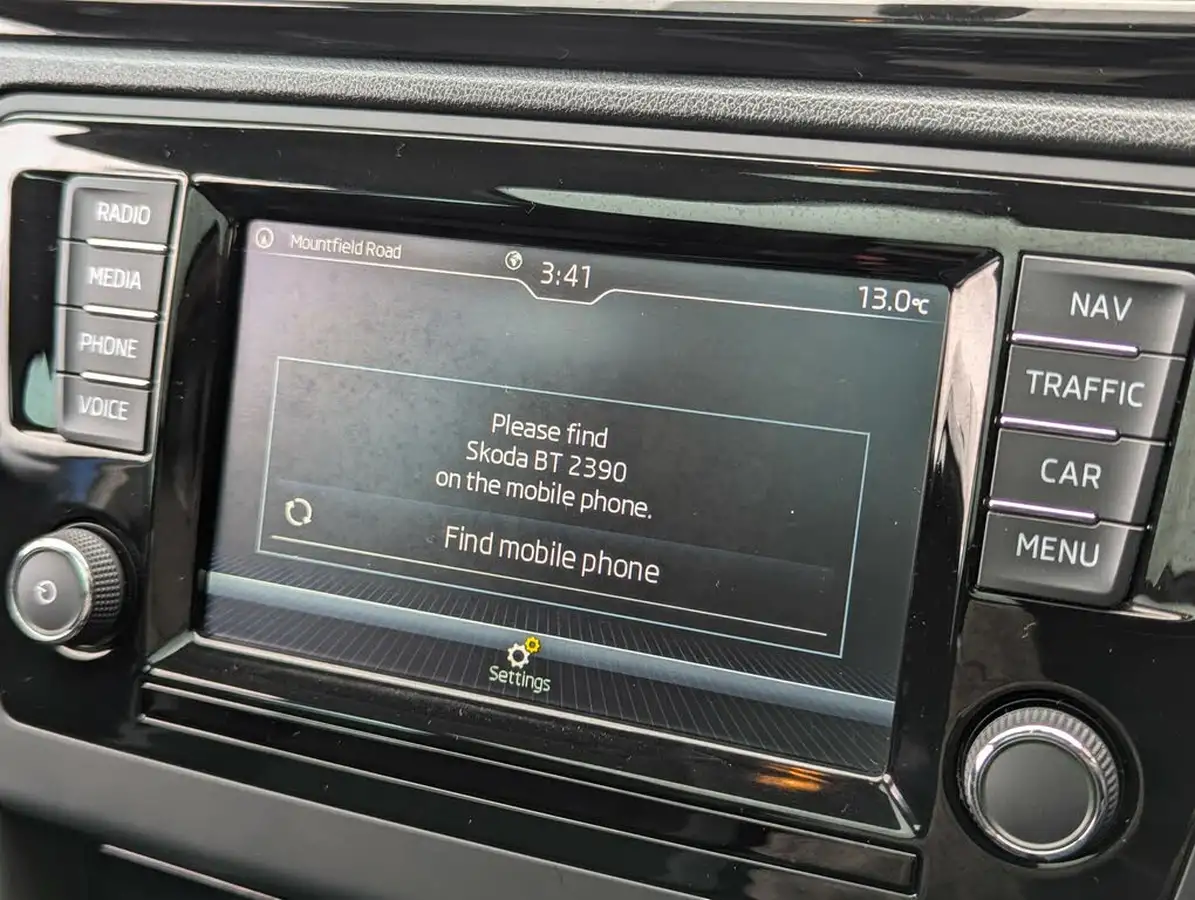 RADIO
MEDIA
PHONE
VOICE
Mountfield Road
3:41
13.0°C
Please find
Skoda BT 2390
on the mobile phone.
Find mobile phone
Settings
NAV
TRAFFIC
CAR
MENU